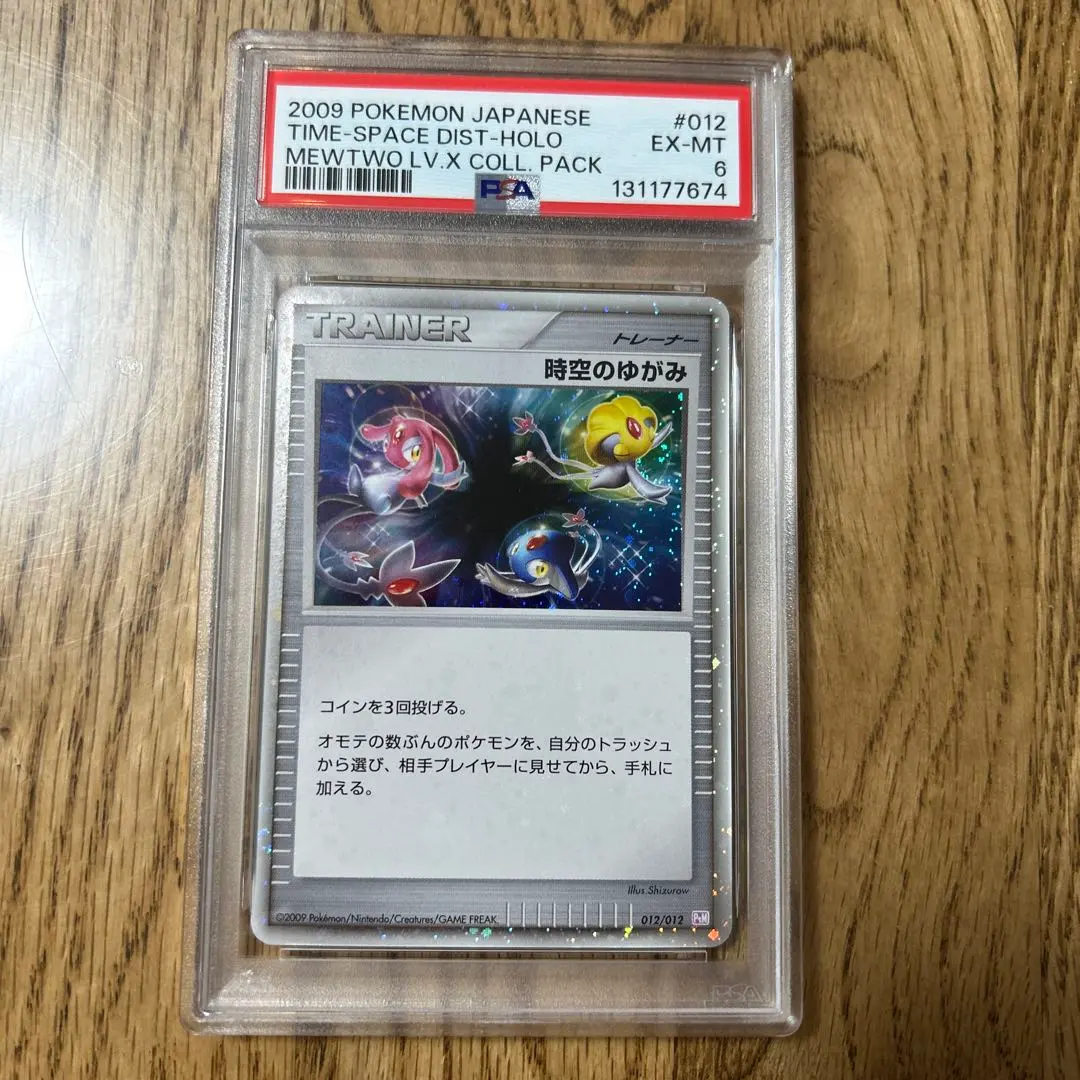 2009 POKEMON JAPANESE #012
TIME-SPACE DIST-HOLO EX-MT
MEWTWO LV.X COLL. PACK 6
PSA 131177674
TRAINER
トレーナー
時空のゆがみ
コインを3回投げる。
オモテの数ぶんのポケモンを、自分のトラッシュ
から選び、相手プレイヤーに見せてから、手札に
加える。
Illus.Shizurow
©2009 Pokémon/Nintendo/Creatures/GAME FREAK. 012/012 PtM
PSA